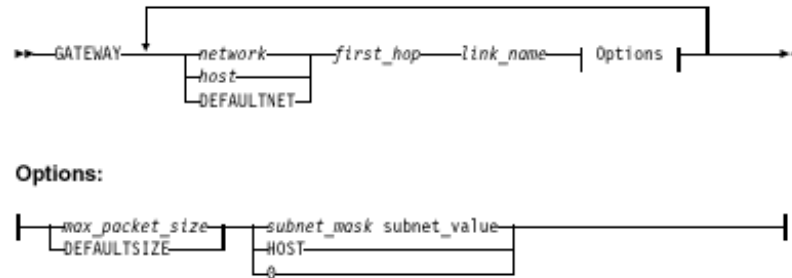 GATEWAY network first_hop link_name Options
host
DEFAULTNET
Options:
max_packet_size subnet_mask subnet_value
DEFAULTSIZE HOST
0